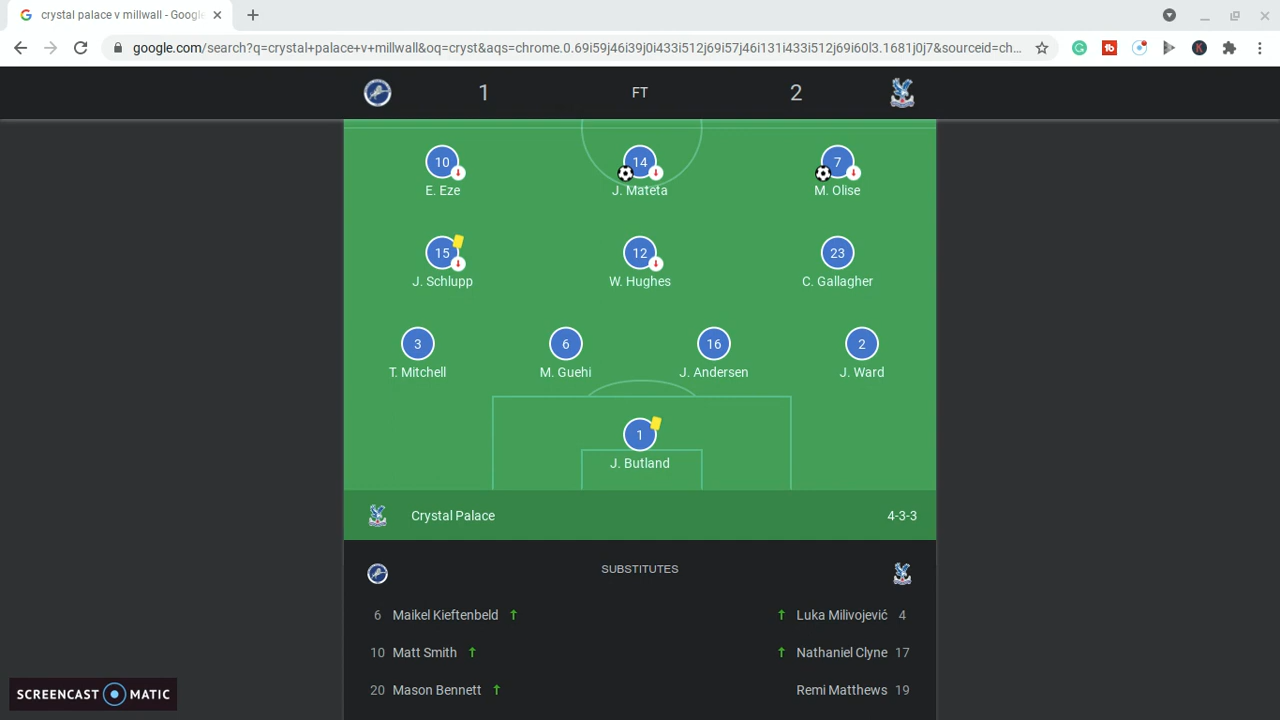 crystal palace v millwall - Google
google.com/search?q=crystal+palace+v+millwall&oq=cryst&aqs=chrome.0.69i59j46i39j0i433i512j69i57j46i131i433i512j69i60l3.1681j0j7&sourceid=ch...
1 FT 2
10 14 7
E. Eze J. Mateta M. Olise
15 12 23
J. Schlupp W. Hughes C. Gallagher
3 6 16 2
T. Mitchell M. Guehi J. Andersen J. Ward
1
J. Butland
Crystal Palace 4-3-3
SUBSTITUTES
6 Maikel Kieftenbeld ↑ ↑ Luka Milivojević 4
10 Matt Smith ↑ ↑ Nathaniel Clyne 17
20 Mason Bennett ↑ Remi Matthews 19
SCREENCAST MATIC